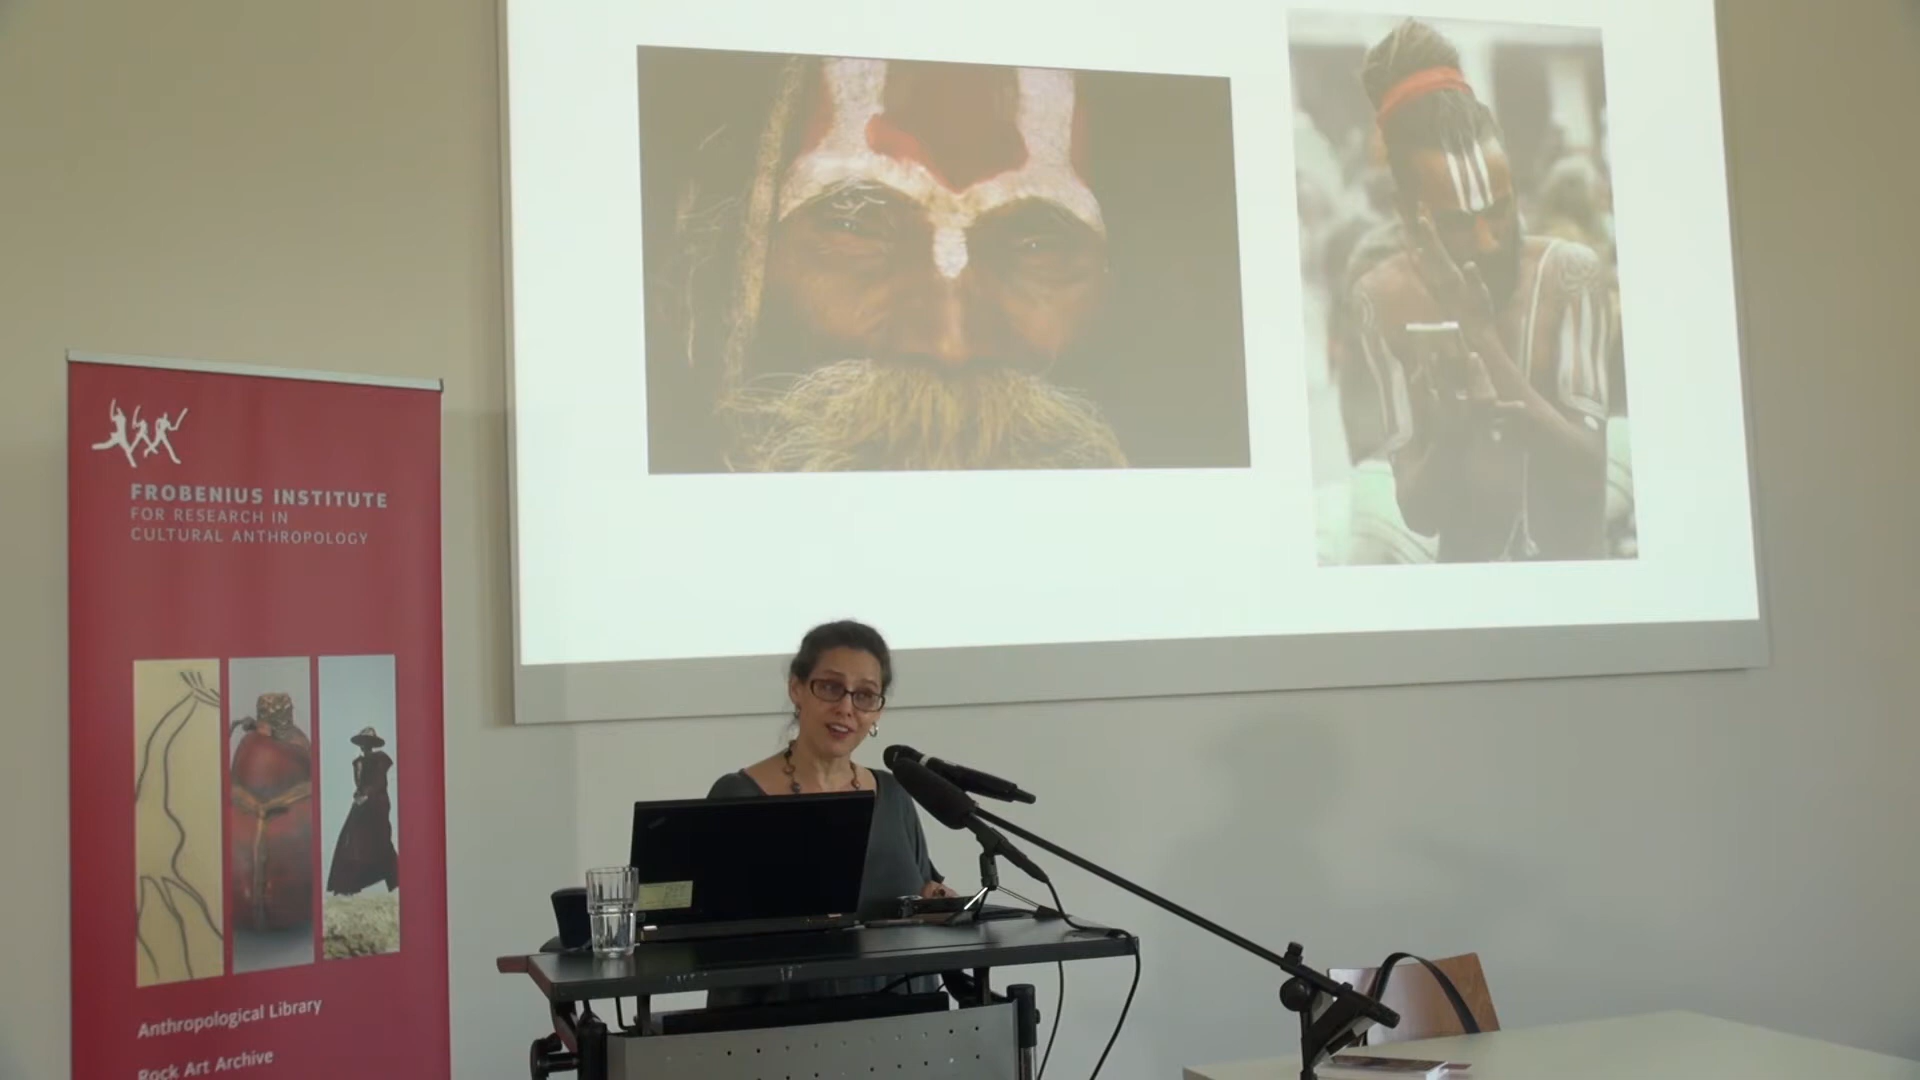 FROBENIUS INSTITUTE
FOR RESEARCH IN
CULTURAL ANTHROPOLOGY
Anthropological Library
Rock Art Archive